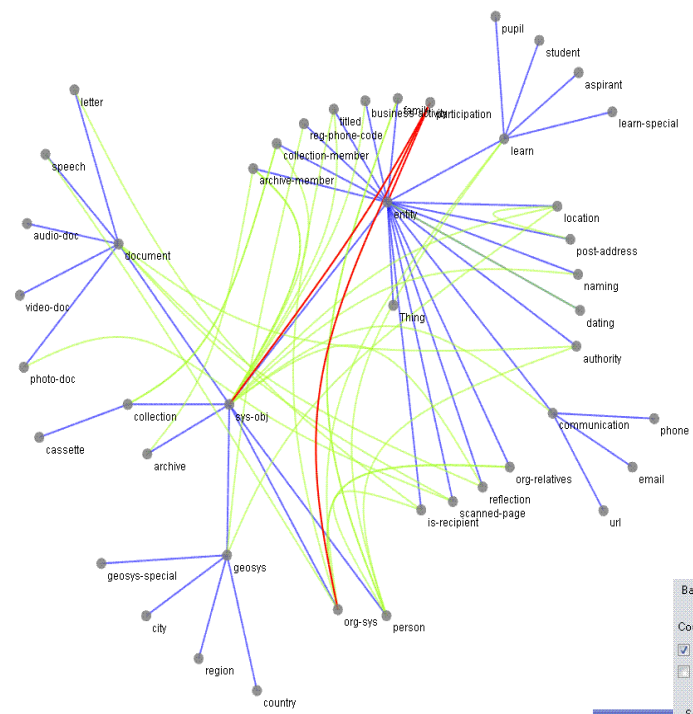 pupil
student
aspirant
learn-special
learn
letter
family
participation
business-activity
titled
reg-phone-code
collection-member
archive-member
speech
entity
location
audio-doc
document
post-address
naming
video-doc
Thing
dating
authority
photo-doc
collection
sys-obj
communication
phone
cassette
archive
org-relatives
email
reflection
scanned-page
is-recipient
url
geosys
geosys-special
Ba
city
org-sys
person
Co
region
country